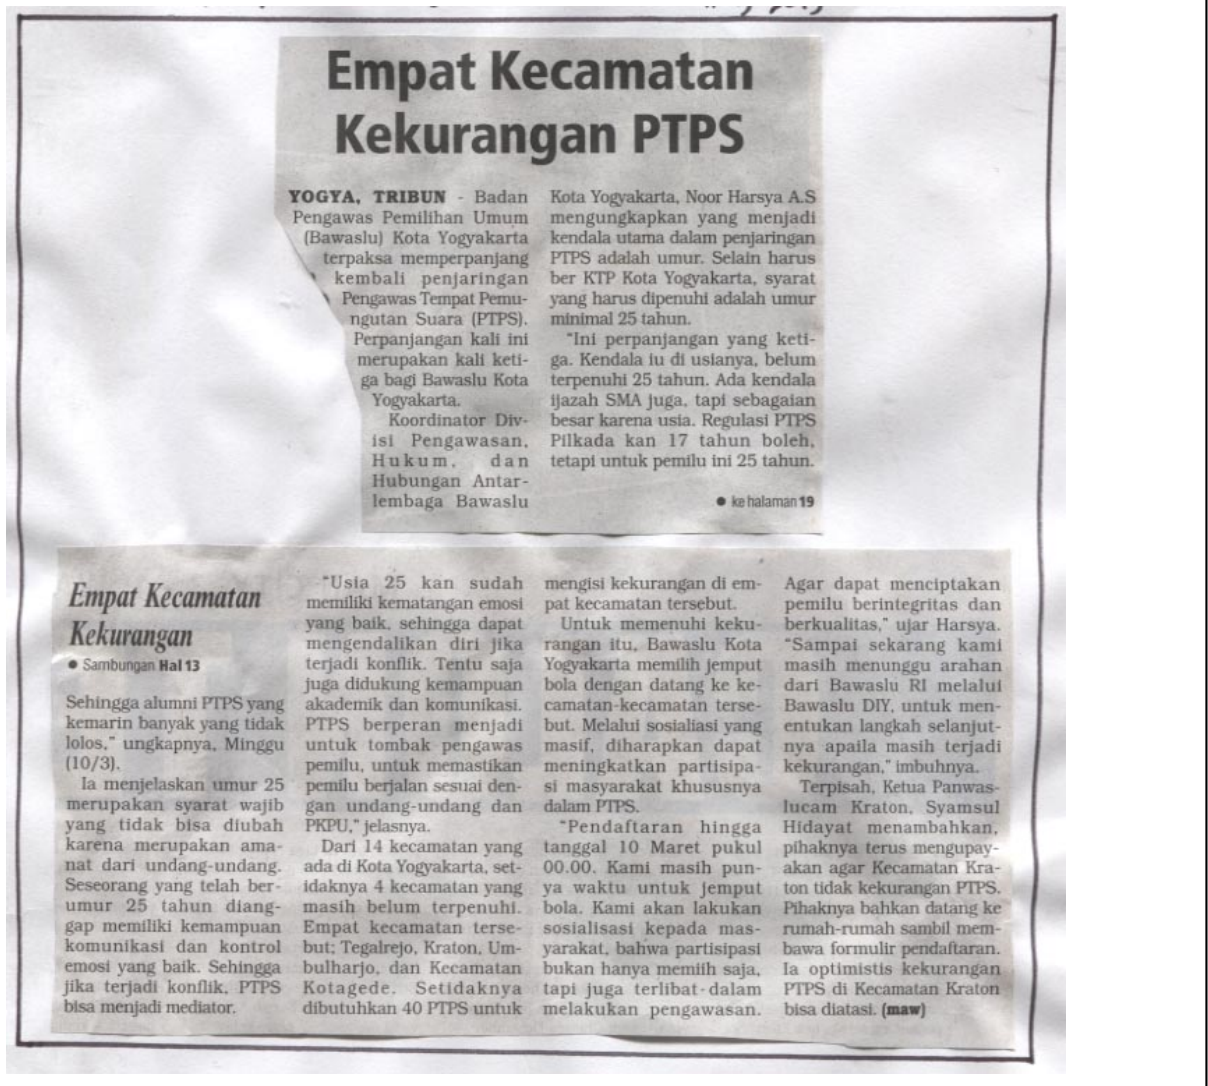 Empat Kecamatan
Kekurangan PTPS
YOGYA, TRIBUN - Badan
Pengawas Pemilihan Umum
(Bawaslu) Kota Yogyakarta
terpaksa memperpanjang
kembali penjaringan
Pengawas Tempat Pemu-
ngutan Suara (PTPS).
Perpanjangan kali ini
merupakan kali keti-
ga bagi Bawaslu Kota
Yogyakarta.
Koordinator Div-
isi Pengawasan,
Hukum, dan
Hubungan Antar-
lembaga Bawaslu
Kota Yogyakarta, Noor Harsya A.S
mengungkapkan yang menjadi
kendala utama dalam penjaringan
PTPS adalah umur. Selain harus
ber KTP Kota Yogyakarta, syarat
yang harus dipenuhi adalah umur
minimal 25 tahun.
"Ini perpanjangan yang keti-
ga. Kendala iu di usianya, belum
terpenuhi 25 tahun. Ada kendala
ijazah SMA juga, tapi sebagaian
besar karena usia. Regulasi PTPS
Pilkada kan 17 tahun boleh,
tetapi untuk pemilu ini 25 tahun.
● ke halaman 19
Empat Kecamatan
Kekurangan
● Sambungan Hal 13
Sehingga alumni PTPS yang
kemarin banyak yang tidak
lolos," ungkapnya, Minggu
(10/3).
Ia menjelaskan umur 25
merupakan syarat wajib
yang tidak bisa diubah
karena merupakan ama-
nat dari undang-undang.
Seseorang yang telah ber-
umur 25 tahun diang-
gap memiliki kemampuan
komunikasi dan kontrol
emosi yang baik. Sehingga
jika terjadi konflik, PTPS
bisa menjadi mediator.
"Usia 25 kan sudah
memiliki kematangan emosi
yang baik, sehingga dapat
mengendalikan diri jika
terjadi konflik. Tentu saja
juga didukung kemampuan
akademik dan komunikasi.
PTPS berperan menjadi
untuk tombak pengawas
pemilu, untuk memastikan
pemilu berjalan sesuai den-
gan undang-undang dan
PKPU," jelasnya.
Dari 14 kecamatan yang
ada di Kota Yogyakarta, set-
idaknya 4 kecamatan yang
masih belum terpenuhi.
Empat kecamatan terse-
but; Tegalrejo, Kraton, Um-
bulharjo, dan Kecamatan
Kotagede. Setidaknya
dibutuhkan 40 PTPS untuk
mengisi kekurangan di em-
pat kecamatan tersebut.
Untuk memenuhi keku-
rangan itu, Bawaslu Kota
Yogyakarta memilih jemput
bola dengan datang ke ke-
camatan-kecamatan terse-
but. Melalui sosialiasi yang
masif, diharapkan dapat
meningkatkan partisipa-
si masyarakat khususnya
dalam PTPS.
"Pendaftaran hingga
tanggal 10 Maret pukul
00.00. Kami masih pun-
ya waktu untuk jemput
bola. Kami akan lakukan
sosialisasi kepada mas-
yarakat, bahwa partisipasi
bukan hanya memiih saja,
tapi juga terlibat dalam
melakukan pengawasan.
Agar dapat menciptakan
pemilu berintegritas dan
berkualitas," ujar Harsya.
"Sampai sekarang kami
masih menunggu arahan
dari Bawaslu RI melalui
Bawaslu DIY, untuk men-
entukan langkah selanjut-
nya apaila masih terjadi
kekurangan," imbuhnya.
Terpisah, Ketua Panwas-
lucam Kraton, Syamsul
Hidayat menambahkan,
pihaknya terus mengupay-
akan agar Kecamatan Kra-
ton tidak kekurangan PTPS.
Pihaknya bahkan datang ke
rumah-rumah sambil mem-
bawa formulir pendaftaran.
Ia optimistis kekurangan
PTPS di Kecamatan Kraton
bisa diatasi. (maw)